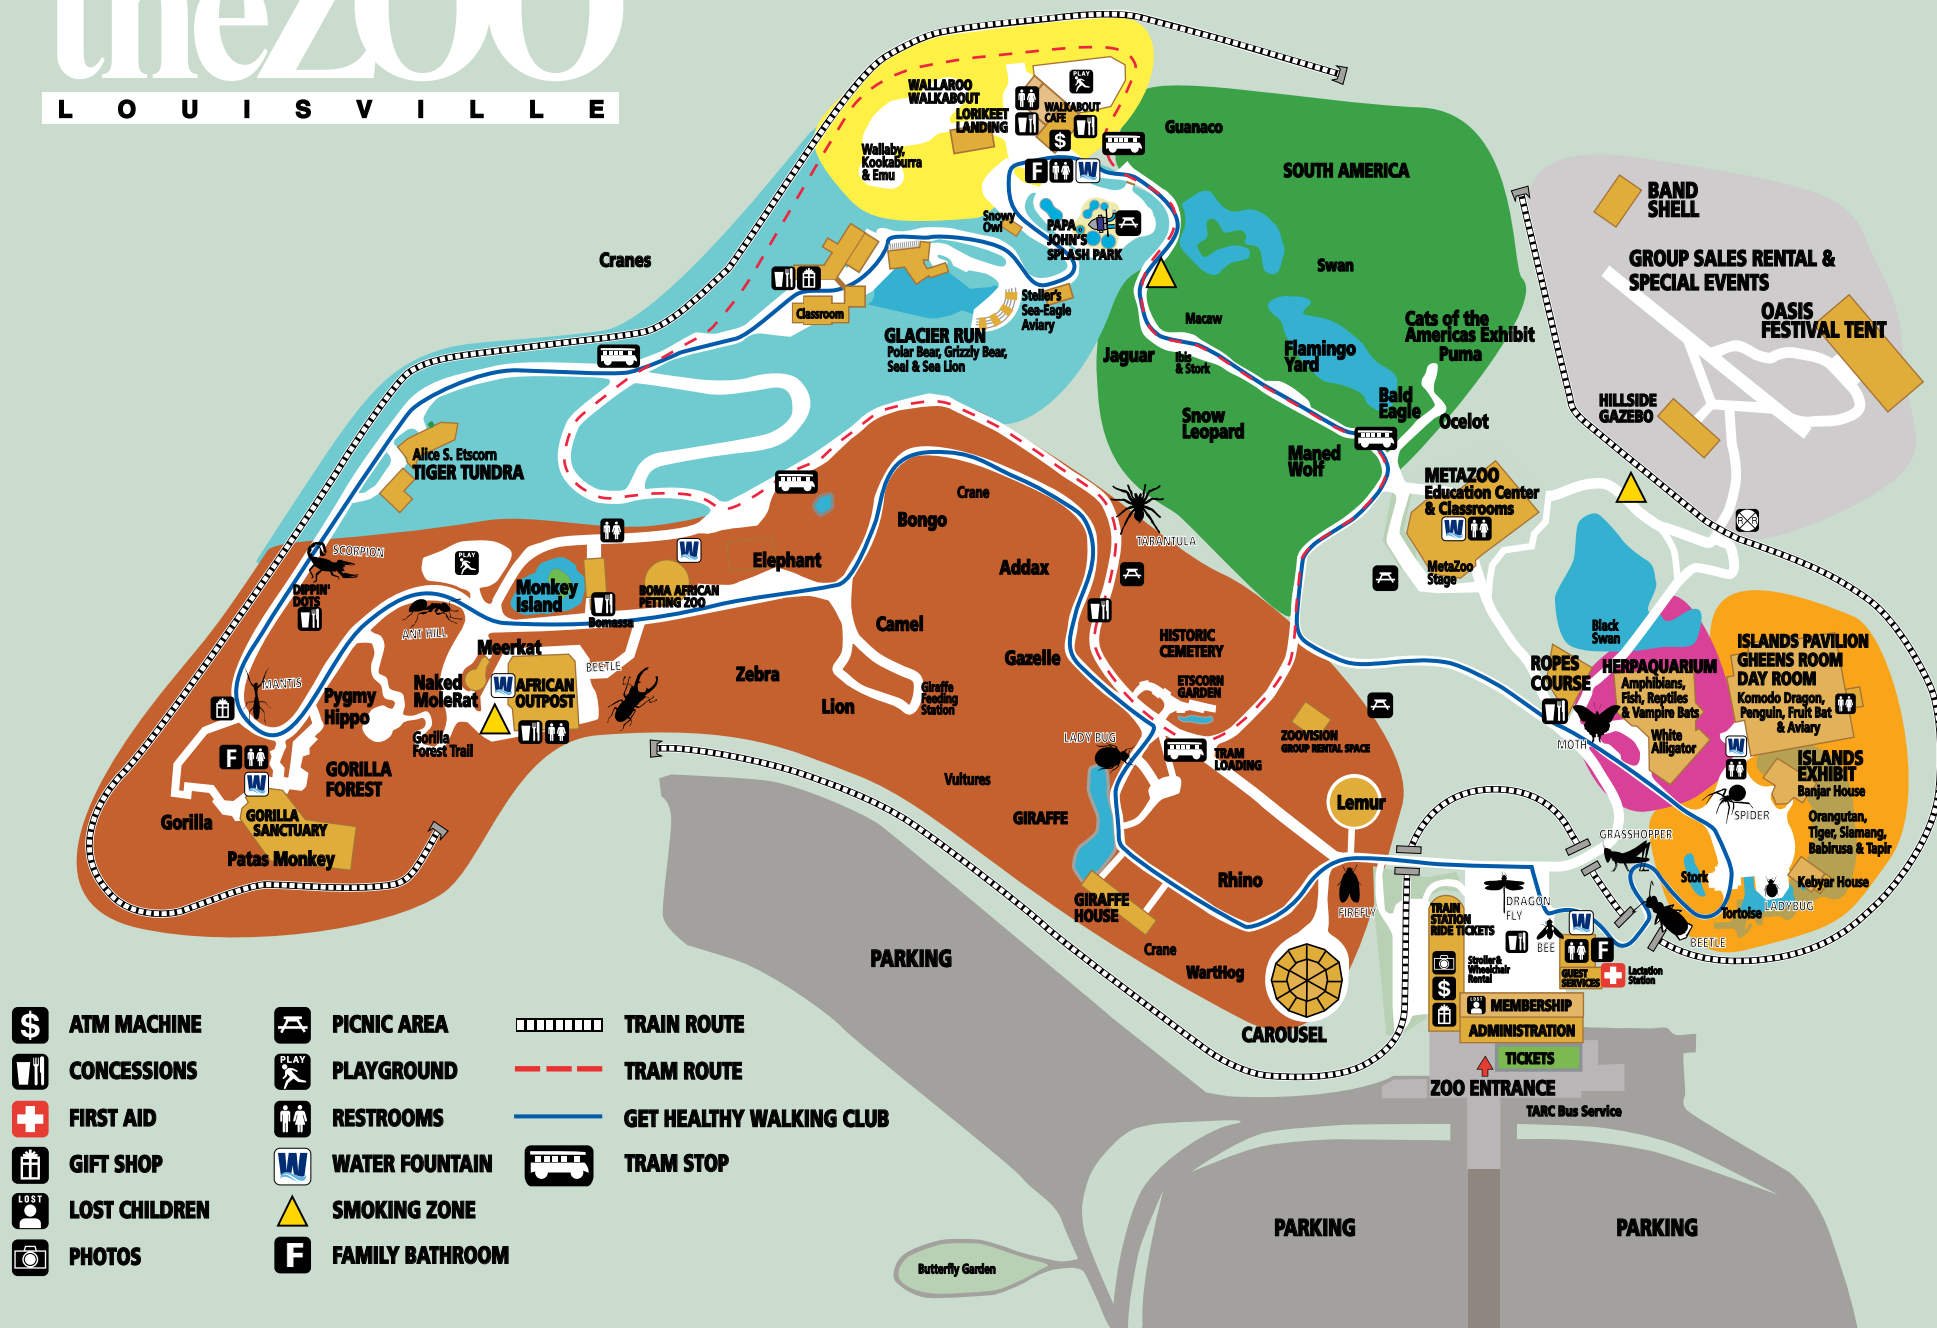 the ZOO
LOUISVILLE
WALLAROO
WALKABOUT
LORIKEET
LANDING
PLAY
WALKABOUT
CAFE
$
Wallaby,
Kookaburra
& Emu
F
W
Guanaco
SOUTH AMERICA
Snowy
Owl
PAPA
JOHN'S
SPLASH PARK
Cranes
Classroom
Steller's
Sea-Eagle
Aviary
GLACIER RUN
Polar Bear, Grizzly Bear,
Seal & Sea Lion
Swan
Macaw
Jaguar
Ibis
& Stork
Flamingo
Yard
Cats of the
Americas Exhibit
Puma
Bald
Eagle
Ocelot
Snow
Leopard
Maned
Wolf
BAND
SHELL
GROUP SALES RENTAL &
SPECIAL EVENTS
OASIS
FESTIVAL TENT
HILLSIDE
GAZEBO
R R
Alice S. Etscorn
TIGER TUNDRA
METAZOO
Education Center
& Classrooms
W
MetaZoo
Stage
Crane
Bongo
Addax
TARANTULA
SCORPION
DIPPIN'
DOTS
PLAY
ANT HILL
Monkey
Island
Bomassa
W
BOMA AFRICAN
PETTING ZOO
Elephant
Camel
Gazelle
HISTORIC
CEMETERY
ETSCORN
GARDEN
Meerkat
BEETLE
MANTIS
Pygmy
Hippo
Naked
MoleRat
W
AFRICAN
OUTPOST
Gorilla
Forest Trail
Zebra
Lion
Giraffe
Feeding
Station
F
W
GORILLA
FOREST
Gorilla
GORILLA
SANCTUARY
Patas Monkey
LADY BUG
TRAM
LOADING
ZOOVISION
GROUP RENTAL SPACE
Vultures
GIRAFFE
Lemur
Rhino
GIRAFFE
HOUSE
Crane
WartHog
FIREFLY
CAROUSEL
Black
Swan
ROPES
COURSE
HERPAQUARIUM
Amphibians,
Fish, Reptiles
& Vampire Bats
White
Alligator
MOTH
ISLANDS PAVILION
GHEENS ROOM
DAY ROOM
Komodo Dragon,
Penguin, Fruit Bat
& Aviary
W
ISLANDS
EXHIBIT
Banjar House
SPIDER
Orangutan,
Tiger, Siamang,
Babirusa & Tapir
GRASSHOPPER
Stork
Kebyar House
Tortoise
LADYBUG
BEETLE
TRAIN
STATION
RIDE TICKETS
DRAGON
FLY
BEE
W
F
Stroller &
Wheelchair
Rental
$
GUEST
SERVICES
Lactation
Station
LOST
MEMBERSHIP
ADMINISTRATION
TICKETS
ZOO ENTRANCE
TARC Bus Service
PARKING
PARKING
PARKING
Butterfly Garden
$ ATM MACHINE
CONCESSIONS
FIRST AID
GIFT SHOP
LOST
LOST CHILDREN
PHOTOS
PICNIC AREA
PLAY
PLAYGROUND
RESTROOMS
W WATER FOUNTAIN
SMOKING ZONE
F FAMILY BATHROOM
TRAIN ROUTE
TRAM ROUTE
GET HEALTHY WALKING CLUB
TRAM STOP